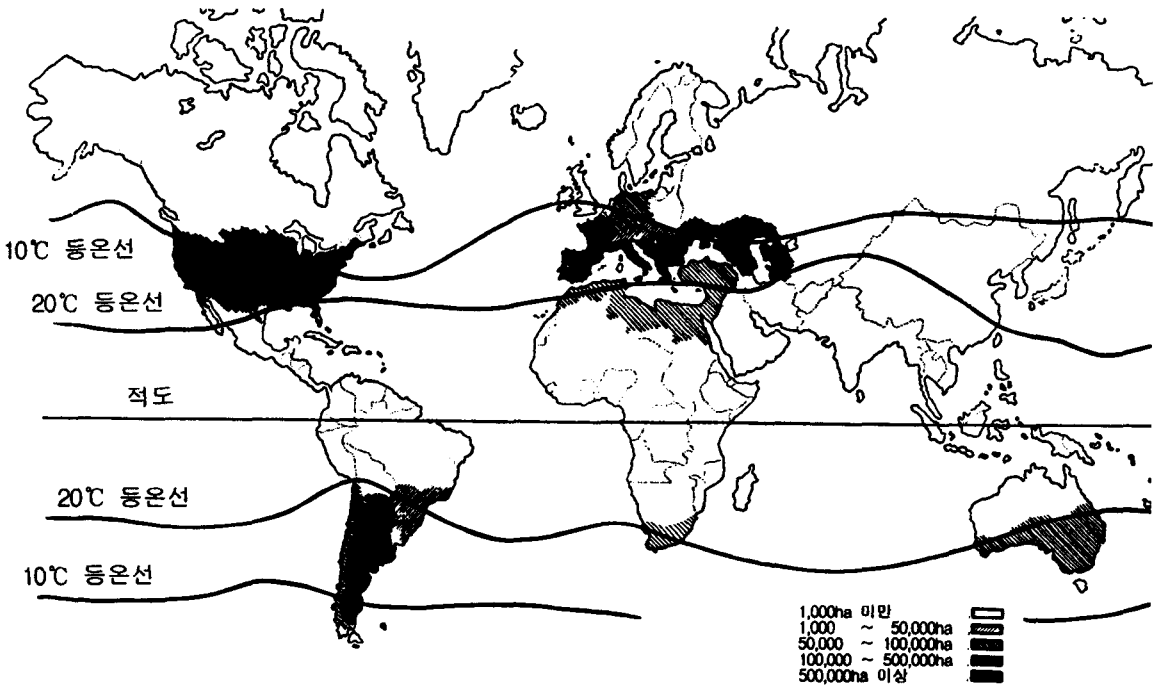 10℃ 등온선
20℃ 등온선
적도
20℃ 등온선
10℃ 등온선
1,000ha 미만
1,000 ~ 50,000ha
50,000 ~ 100,000ha
100,000 ~ 500,000ha
500,000ha 이상